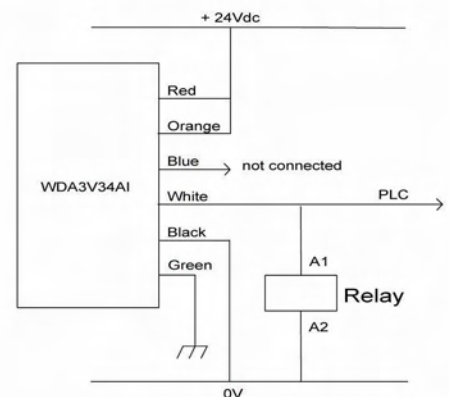 + 24Vdc
Red
Orange
Blue
not connected
WDA3V34AI
White
PLC
Black
Green
A1
Relay
A2
0V